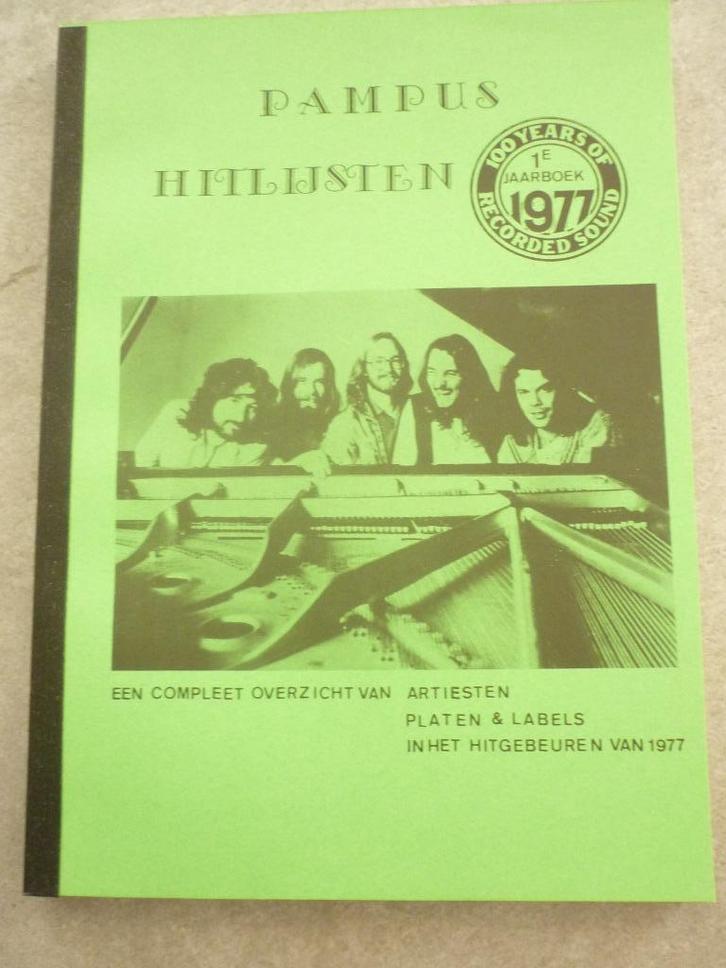 PAMPUS
HITLIJSTEN
100 YEARS OF
1E
JAARBOEK
1977
RECORDED SOUND
EEN COMPLEET OVERZICHT VAN ARTIESTEN
PLATEN & LABELS
IN HET HITGEBEUREN VAN 1977